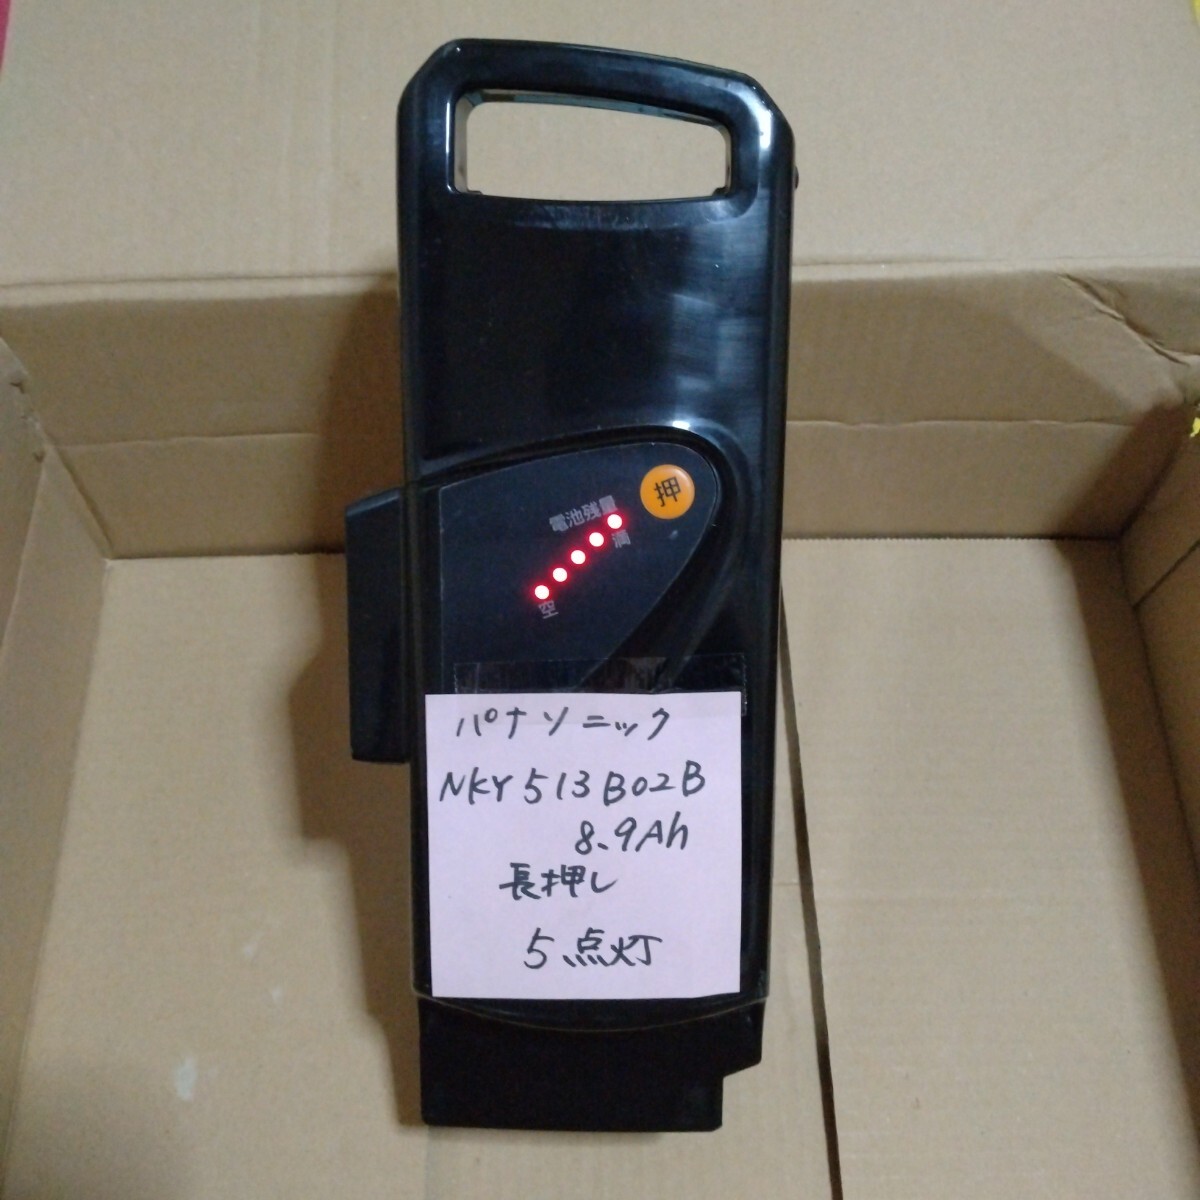 押
電池残量
満
空
パナソニック
NKY513B02B
8.9Ah
長押し
5点灯